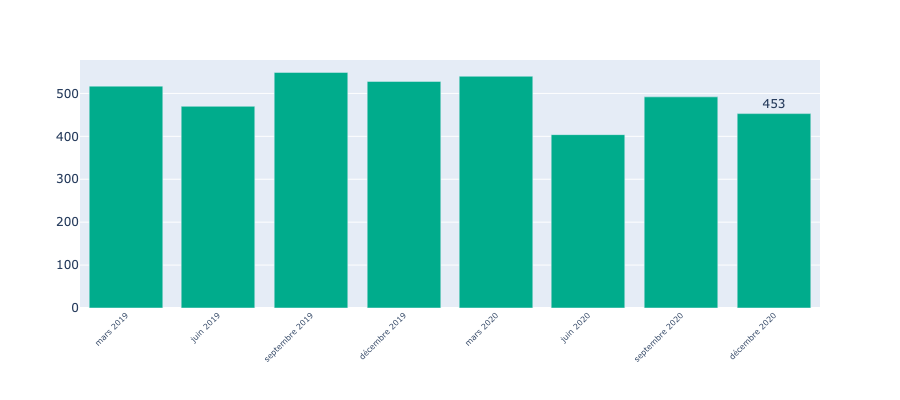 500
400
300
200
100
0
453
mars 2019
juin 2019
septembre 2019
décembre 2019
mars 2020
juin 2020
septembre 2020
décembre 2020